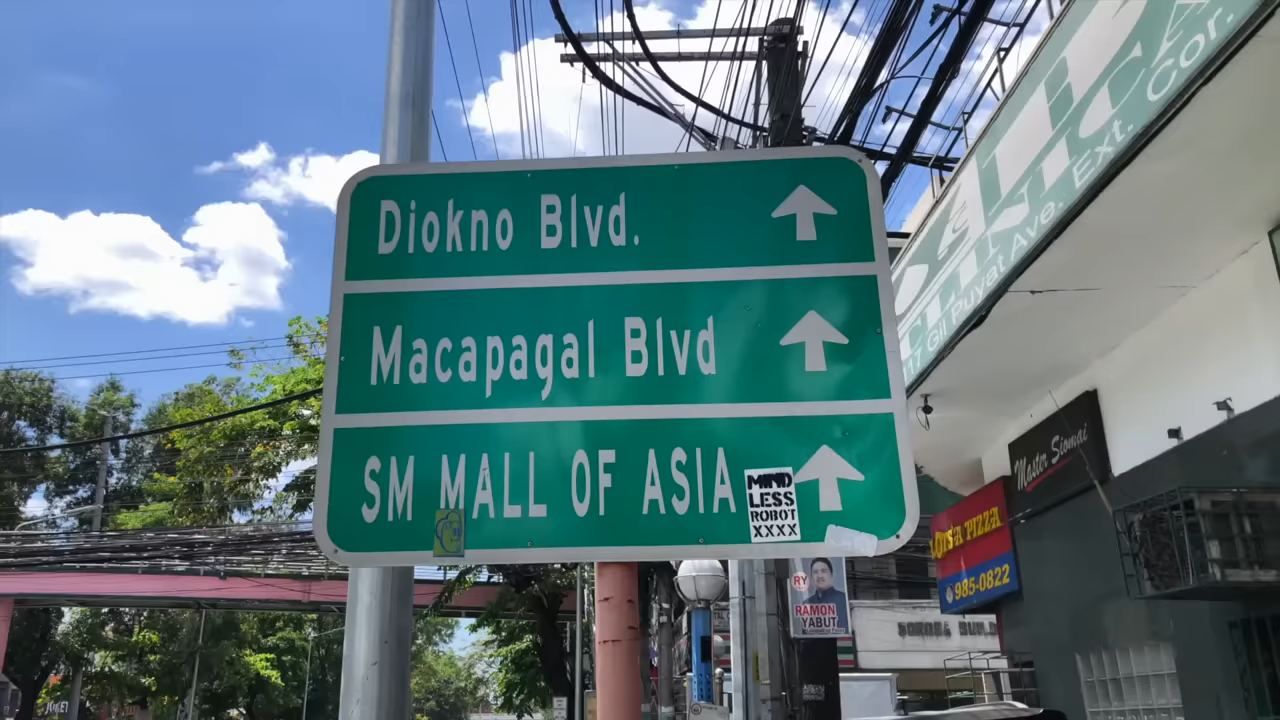 Diokno Blvd.
Macapagal Blvd
SM MALL OF ASIA
MIND
LESS
ROBOT
XXXX
Gil Puyat Ave. Ext. Cor.
Master Siomai
PIZZA
985-0822
RY
RAMON
YABUT